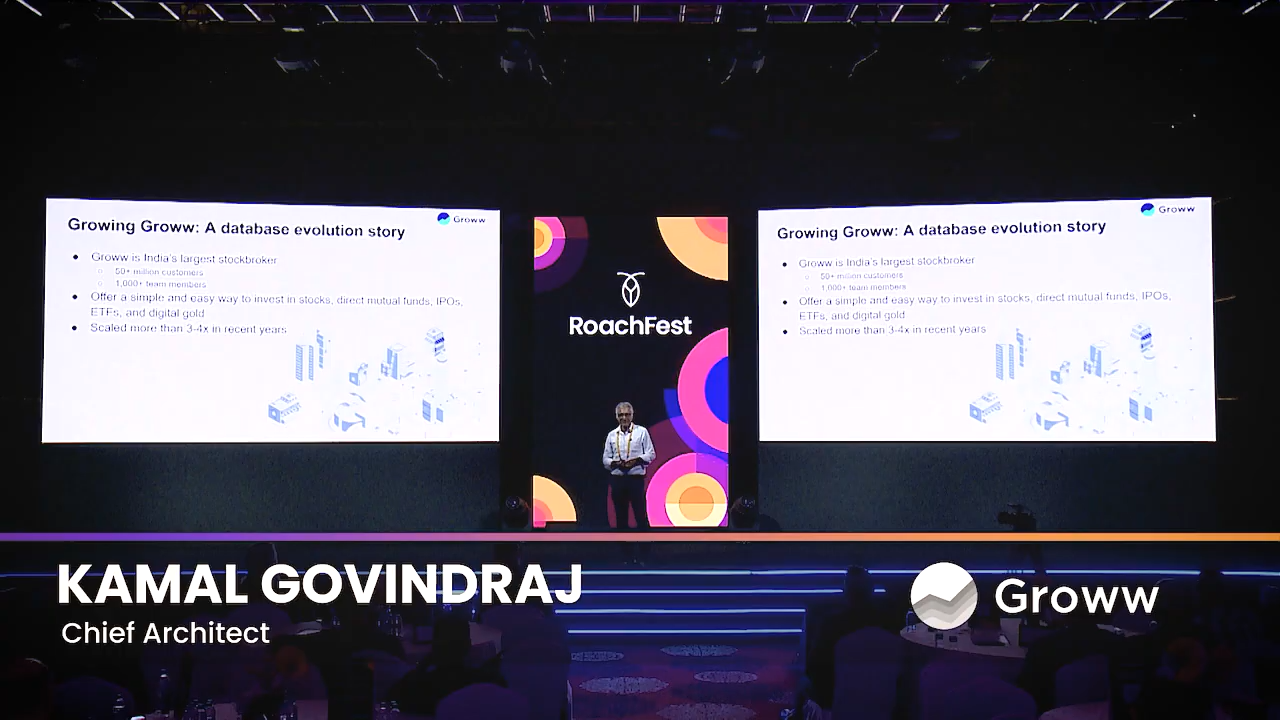 Growing Groww: A database evolution story
Groww
• Groww is India's largest stockbroker
○ 50+ million customers
○ 1,000+ team members
• Offer a simple and easy way to invest in stocks, direct mutual funds, IPOs,
ETFs, and digital gold
• Scaled more than 3-4x in recent years
RoachFest
Growing Groww: A database evolution story
Groww
• Groww is India's largest stockbroker
○ 50+ million customers
○ 1,000+ team members
• Offer a simple and easy way to invest in stocks, direct mutual funds, IPOs,
ETFs, and digital gold
• Scaled more than 3-4x in recent years
KAMAL GOVINDRAJ
Chief Architect
Groww